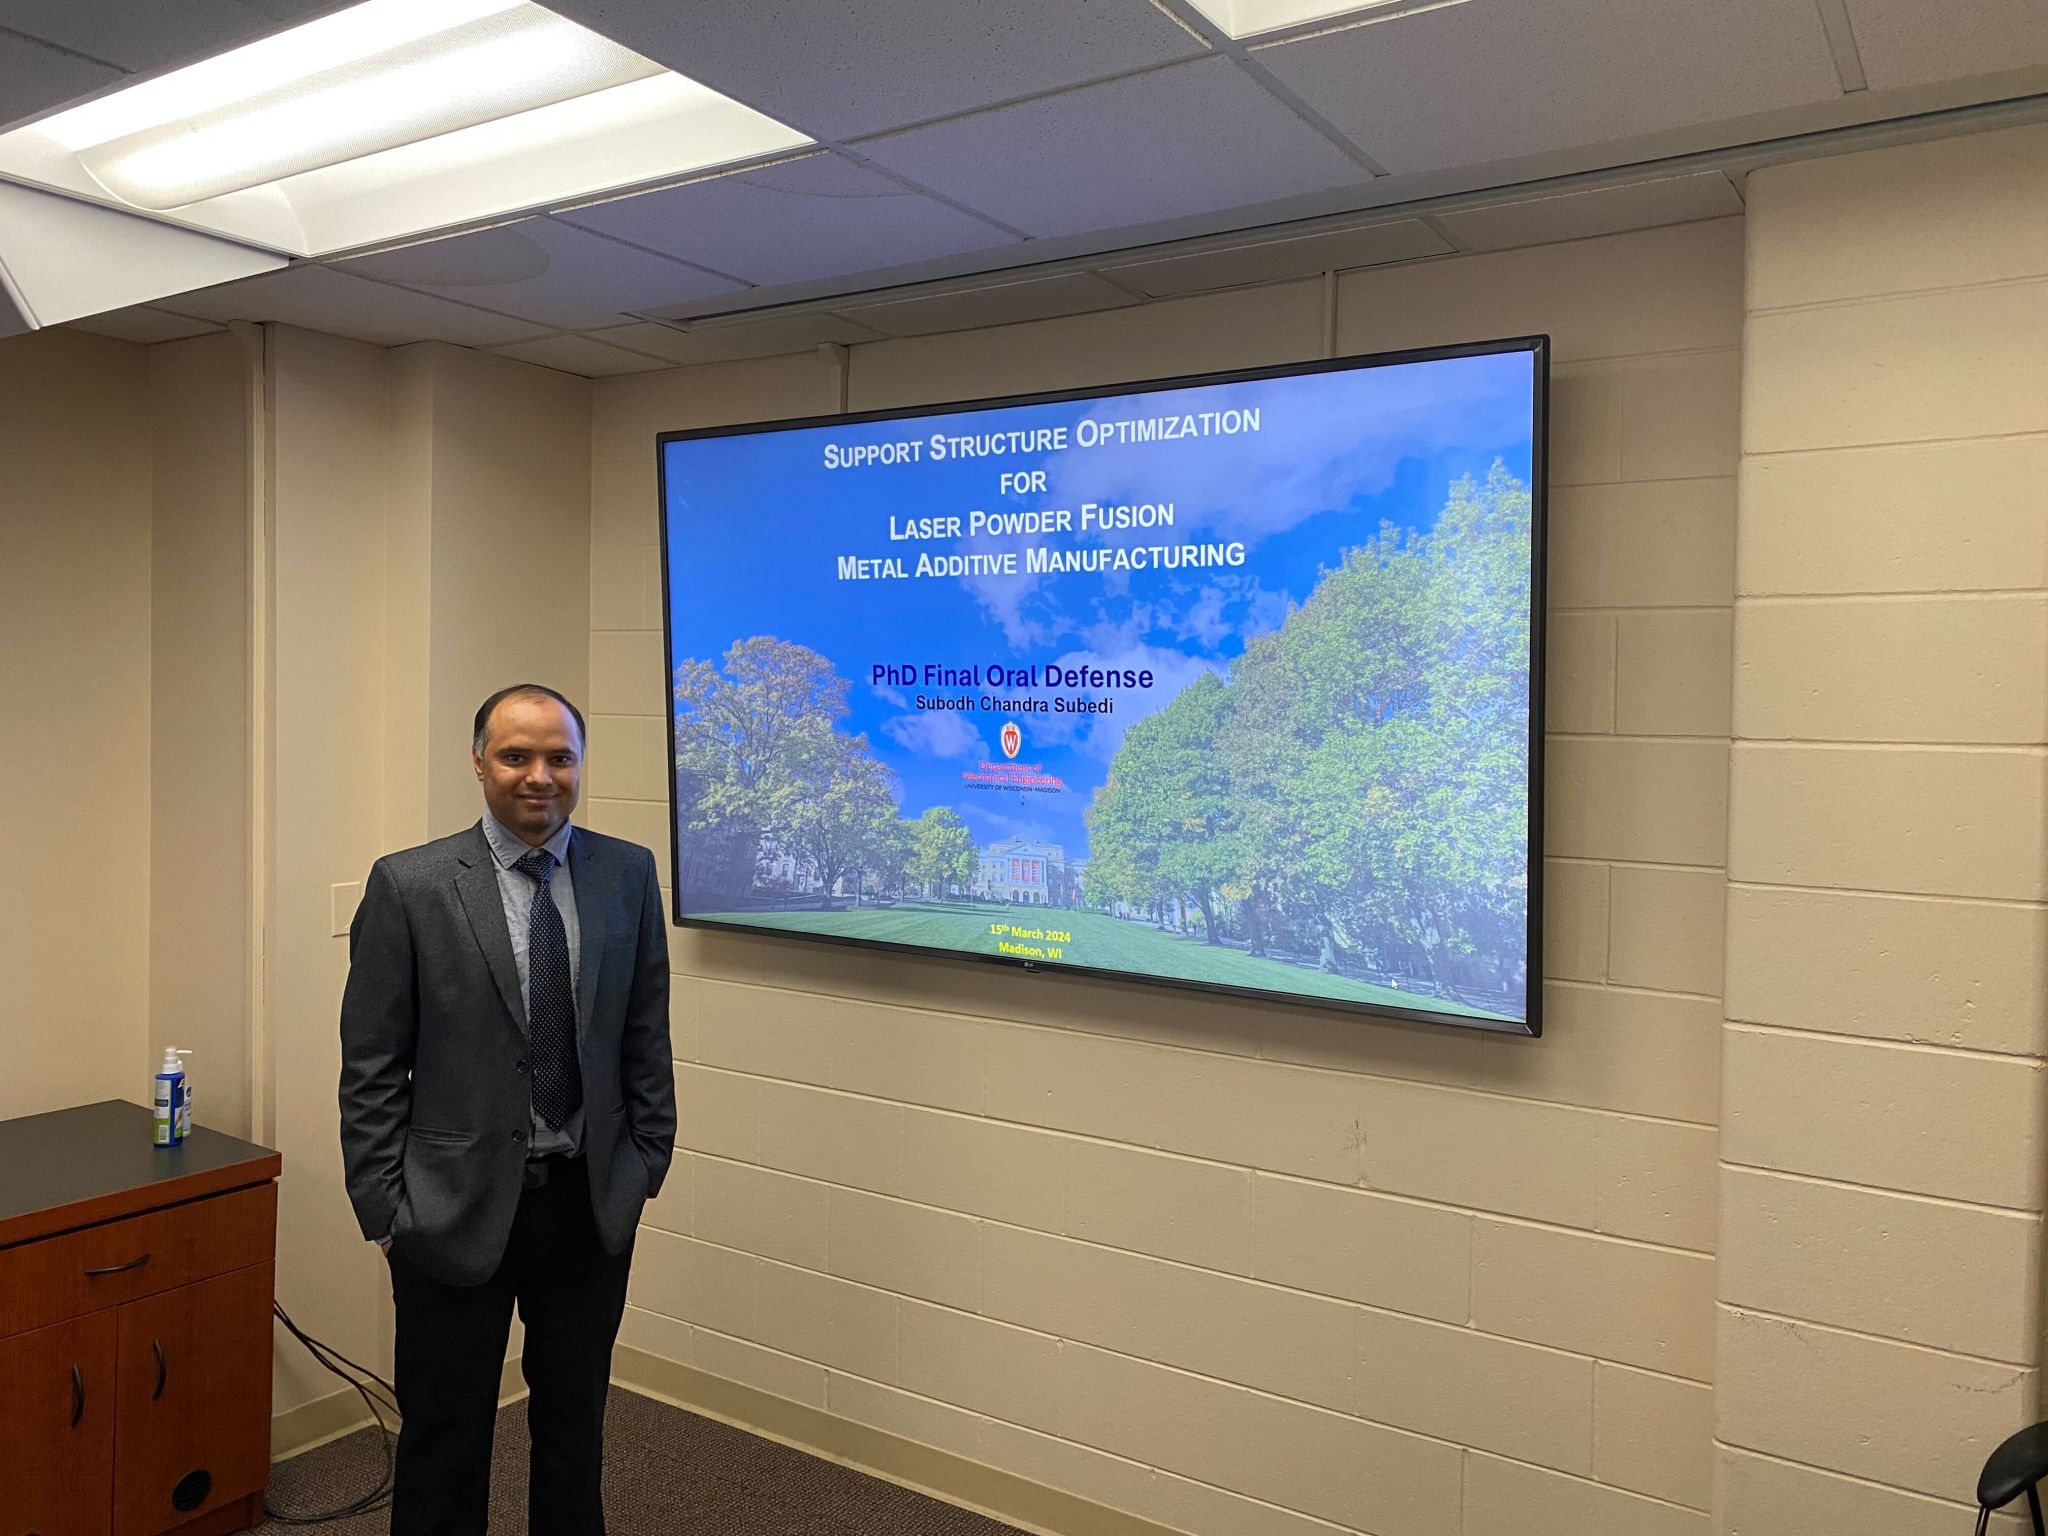 SUPPORT STRUCTURE OPTIMIZATION
FOR
LASER POWDER FUSION
METAL ADDITIVE MANUFACTURING
PhD Final Oral Defense
Subodh Chandra Subedi
W
Department of
Mechanical Engineering
UNIVERSITY OF WISCONSIN-MADISON
15th March 2024
Madison, WI
LG